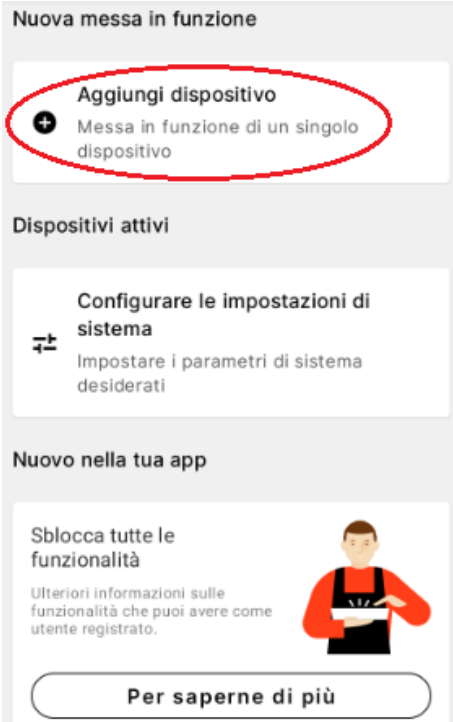 Nuova messa in funzione
Aggiungi dispositivo
Messa in funzione di un singolo
dispositivo
Dispositivi attivi
Configurare le impostazioni di
sistema
Impostare i parametri di sistema
desiderati
Nuovo nella tua app
Sblocca tutte le
funzionalità
Ulteriori informazioni sulle
funzionalità che puoi avere come
utente registrato.
Per saperne di più